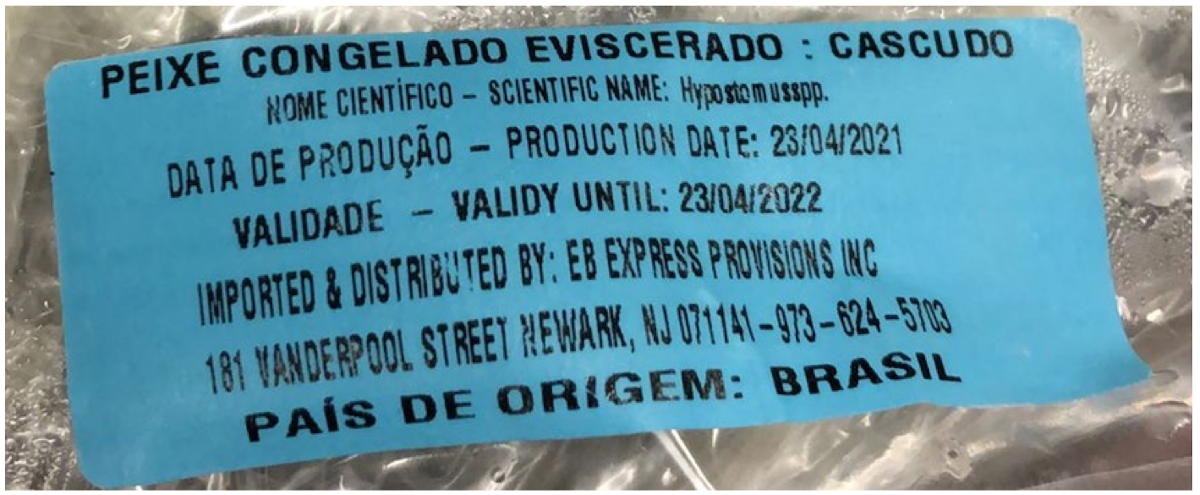 PEIXE CONGELADO EVISCERADO : CASCUDO
NOME CIENTÍFICO – SCIENTIFIC NAME: Hypostomusspp.
DATA DE PRODUÇÃO – PRODUCTION DATE: 23/04/2021
VALIDADE – VALIDY UNTIL: 23/04/2022
IMPORTED & DISTRIBUTED BY: EB EXPRESS PROVISIONS INC
181 VANDERPOOL STREET NEWARK, NJ 071141-973-624-5703
PAÍS DE ORIGEM: BRASIL